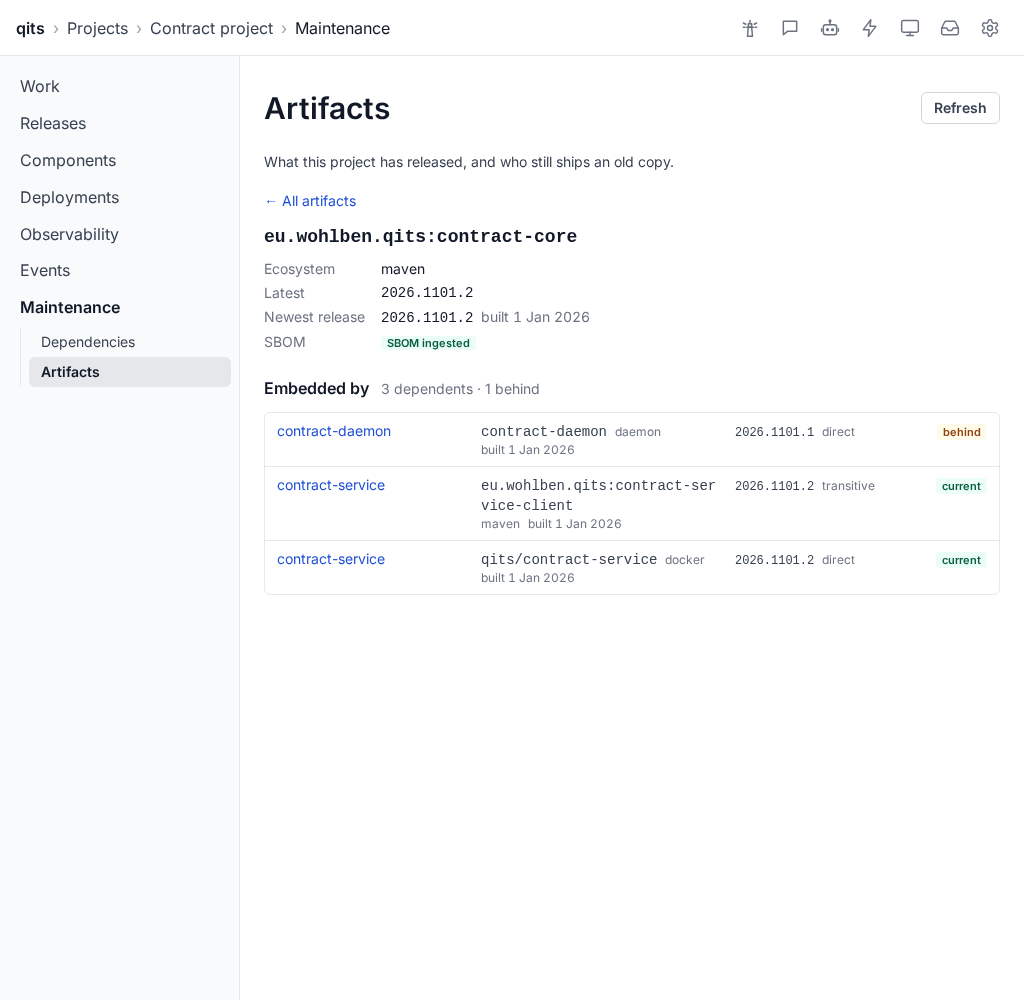 qits › Projects › Contract project › Maintenance
Work
Releases
Components
Deployments
Observability
Events
Maintenance
Dependencies
Artifacts
Artifacts
Refresh
What this project has released, and who still ships an old copy.
← All artifacts
eu.wohlben.qits:contract-core
Ecosystem maven
Latest 2026.1101.2
Newest release 2026.1101.2 built 1 Jan 2026
SBOM SBOM ingested
Embedded by 3 dependents · 1 behind
contract-daemon contract-daemon daemon 2026.1101.1 direct behind
built 1 Jan 2026
contract-service eu.wohlben.qits:contract-ser 2026.1101.2 transitive current
vice-client
maven built 1 Jan 2026
contract-service qits/contract-service docker 2026.1101.2 direct current
built 1 Jan 2026